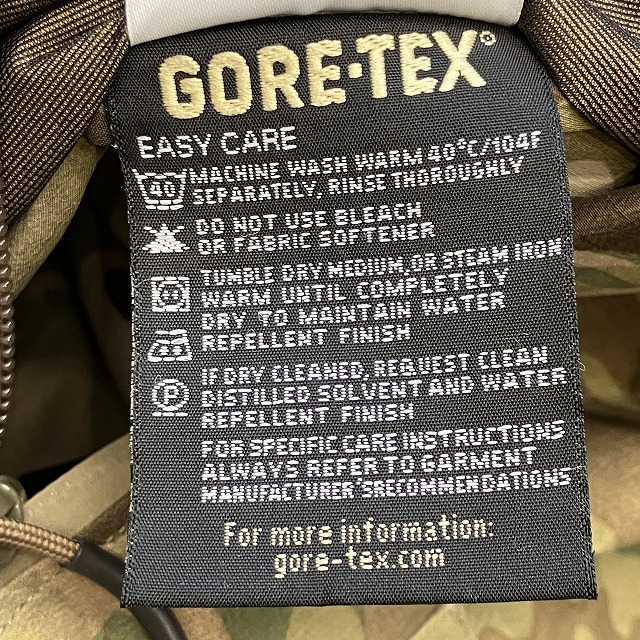 GORE-TEX®
EASY CARE
40 MACHINE WASH WARM 40°C/104F
SEPARATELY, RINSE THOROUGHLY
DO NOT USE BLEACH
OR FABRIC SOFTENER
TUMBLE DRY MEDIUM, OR STEAM IRON
WARM UNTIL COMPLETELY
DRY TO MAINTAIN WATER
REPELLENT FINISH
P IF DRY CLEANED, REQUEST CLEAN
DISTILLED SOLVENT AND WATER
REPELLENT FINISH
FOR SPECIFIC CARE INSTRUCTIONS
ALWAYS REFER TO GARMENT
MANUFACTURER'S RECOMMENDATIONS
For more information:
gore-tex.com